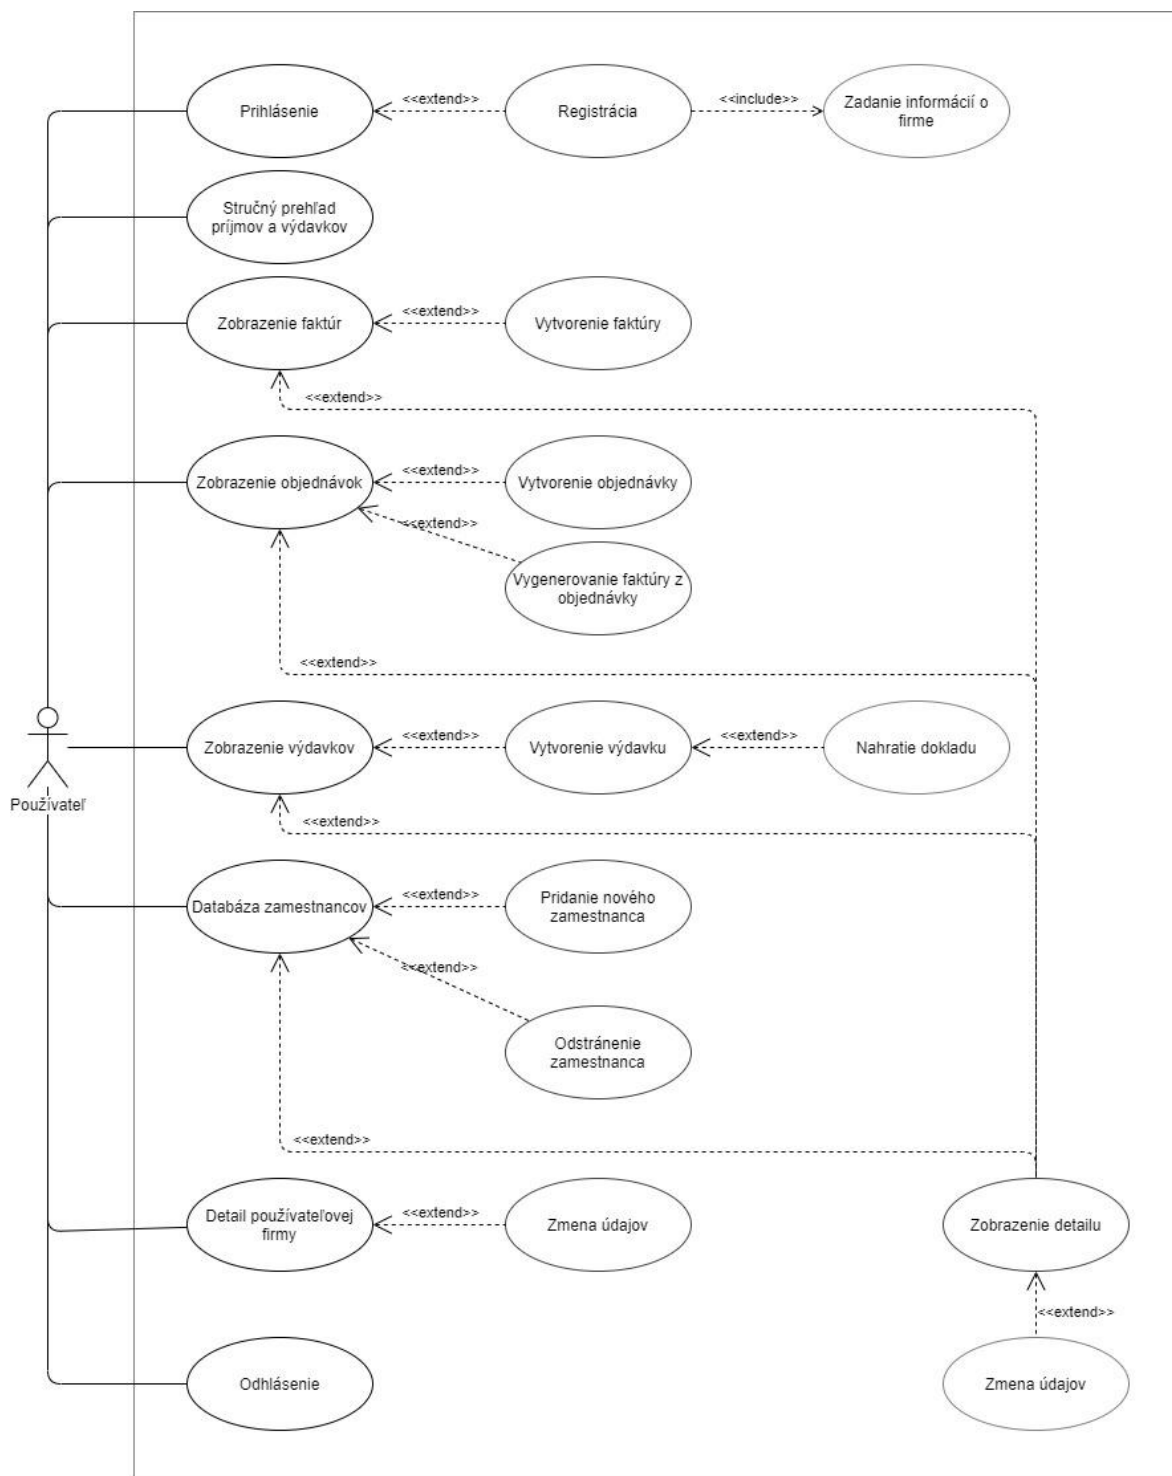 Prihlásenie
<<extend>>
Registrácia
<<include>>
Zadanie informácií o
firme
Stručný prehľad
príjmov a výdavkov
Zobrazenie faktúr
<<extend>>
Vytvorenie faktúry
<<extend>>
Zobrazenie objednávok
<<extend>>
Vytvorenie objednávky
<<extend>>
Vygenerovanie faktúry z
objednávky
<<extend>>
Zobrazenie výdavkov
<<extend>>
Vytvorenie výdavku
<<extend>>
Nahratie dokladu
Používateľ
<<extend>>
Databáza zamestnancov
<<extend>>
Pridanie nového
zamestnanca
<<extend>>
Odstránenie
zamestnanca
<<extend>>
Detail používateľovej
firmy
<<extend>>
Zmena údajov
Zobrazenie detailu
<<extend>>
Odhlásenie
Zmena údajov